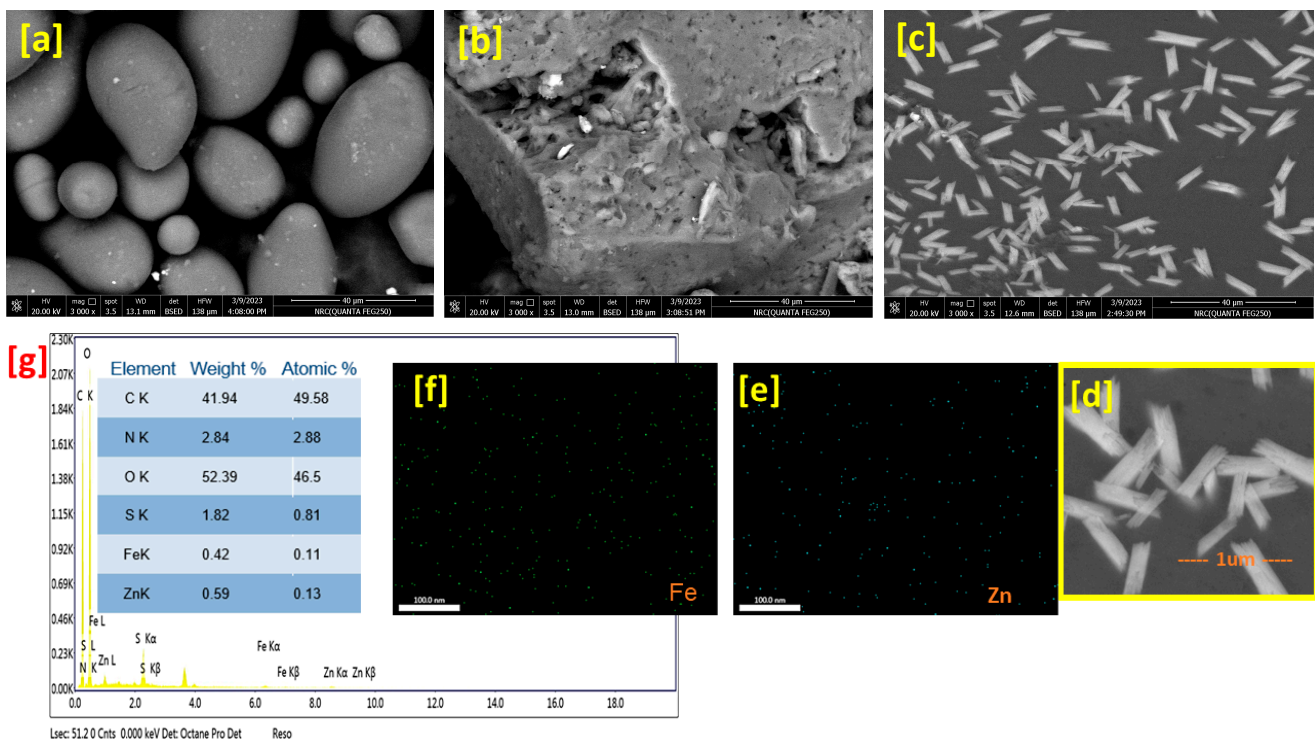 [a]
HV mag □ spot WD det HFW 3/9/2023 40 µm
20.00 kV 3 000 x 3.5 13.1 mm BSED 138 µm 4:08:00 PM NRC(QUANTA FEG250)
[b]
HV mag □ spot WD det HFW 3/9/2023 40 µm
20.00 kV 3 000 x 3.5 13.0 mm BSED 138 µm 3:08:51 PM NRC(QUANTA FEG250)
[c]
HV mag □ spot WD det HFW 3/9/2023 40 µm
20.00 kV 3 000 x 3.5 12.6 mm BSED 138 µm 2:49:30 PM NRC(QUANTA FEG250)
[g]
2.30K
2.07K
1.84K
1.61K
1.38K
1.15K
0.92K
0.69K
0.46K
0.23K
0.00K
O
C K
Fe L
S L
N K
Zn L
S Kα
S Kβ
Fe Kα
Fe Kβ
Zn Kα Zn Kβ
0.0 2.0 4.0 6.0 8.0 10.0 12.0 14.0 16.0 18.0
Lsec: 51.2 0 Cnts 0.000 keV Det: Octane Pro Det Reso
Element Weight % Atomic %
C K 41.94 49.58
N K 2.84 2.88
O K 52.39 46.5
S K 1.82 0.81
FeK 0.42 0.11
ZnK 0.59 0.13
[f]
100.0 nm
Fe
[e]
100.0 nm
Zn
[d]
1um